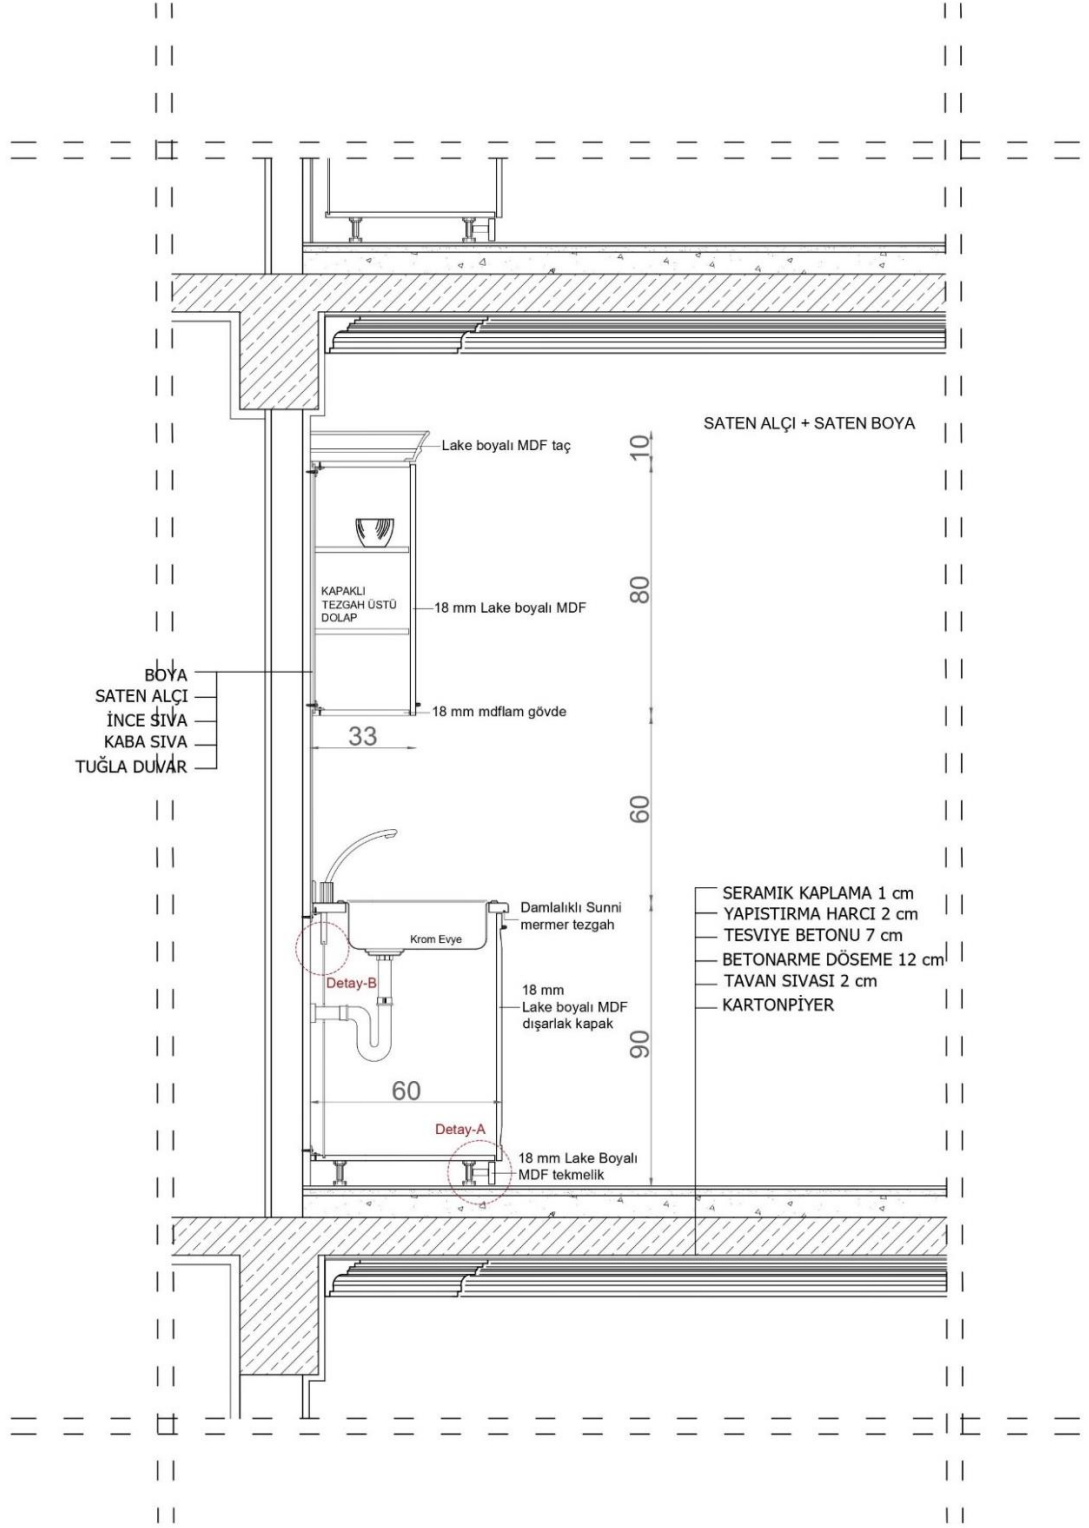 SATEN ALÇI + SATEN BOYA
10
Lake boyalı MDF taç
80
KAPAKLI
TEZGAH ÜSTÜ
DOLAP
18 mm Lake boyalı MDF
BOYA
SATEN ALÇI
İNCE SIVA
KABA SIVA
TUĞLA DUVAR
18 mm mdflam gövde
33
60
SERAMIK KAPLAMA 1 cm
YAPISTIRMA HARCI 2 cm
TESVIYE BETONU 7 cm
BETONARME DÖSEME 12 cm
TAVAN SIVASI 2 cm
KARTONPİYER
Damlalıklı Sunni
mermer tezgah
Krom Evye
Detay-B
18 mm
Lake boyalı MDF
dışarlak kapak
90
60
Detay-A
18 mm Lake Boyalı
MDF tekmelik